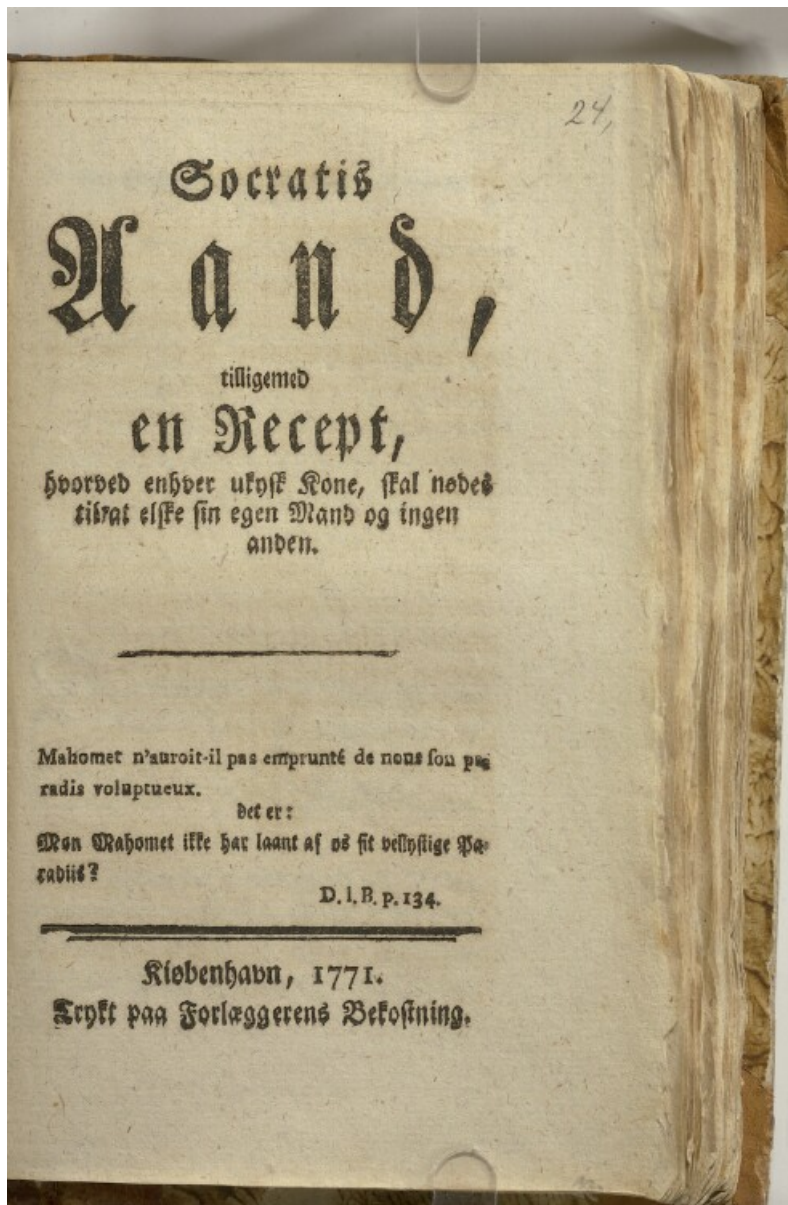 24,
Socratis
Aand,
tilligemed
en Recept,
hvorved enhver ukysk Kone, skal nødes
til at elske sin egen Mand og ingen
anden.
Mahomet n'auroit-il pas emprunté de nous ſon pa-
radis voluptueux.
det er:
Mon Mahomet ikke har laant af os sit vellystige Pa-
radiis?
D. l. B. p. 134.
Kiøbenhavn, 1771.
Trykt paa Forlæggerens Bekostning.